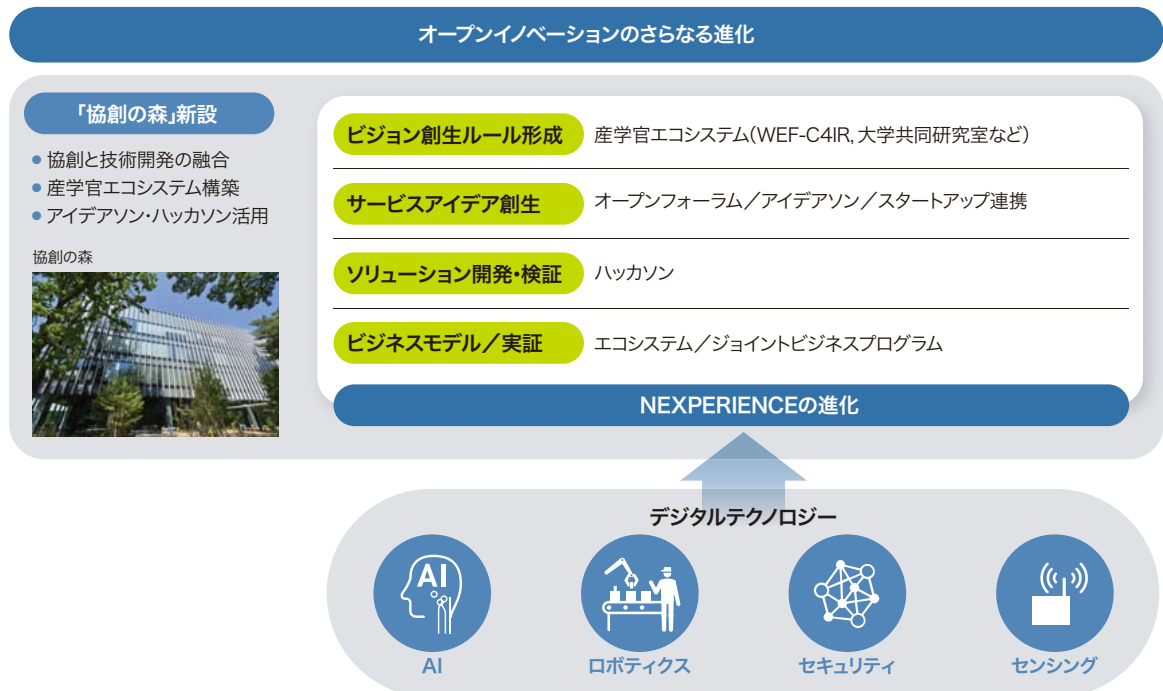 オープンイノベーションのさらなる進化
「協創の森」新設
● 協創と技術開発の融合
● 産学官エコシステム構築
● アイデアソン・ハッカソン活用
協創の森
ビジョン創生ルール形成 産学官エコシステム(WEF-C4IR, 大学共同研究室など)
サービスアイデア創生 オープンフォーラム／アイデアソン／スタートアップ連携
ソリューション開発・検証 ハッカソン
ビジネスモデル／実証 エコシステム／ジョイントビジネスプログラム
NEXPERIENCEの進化
デジタルテクノロジー
AI
AI
ロボティクス
セキュリティ
センシング